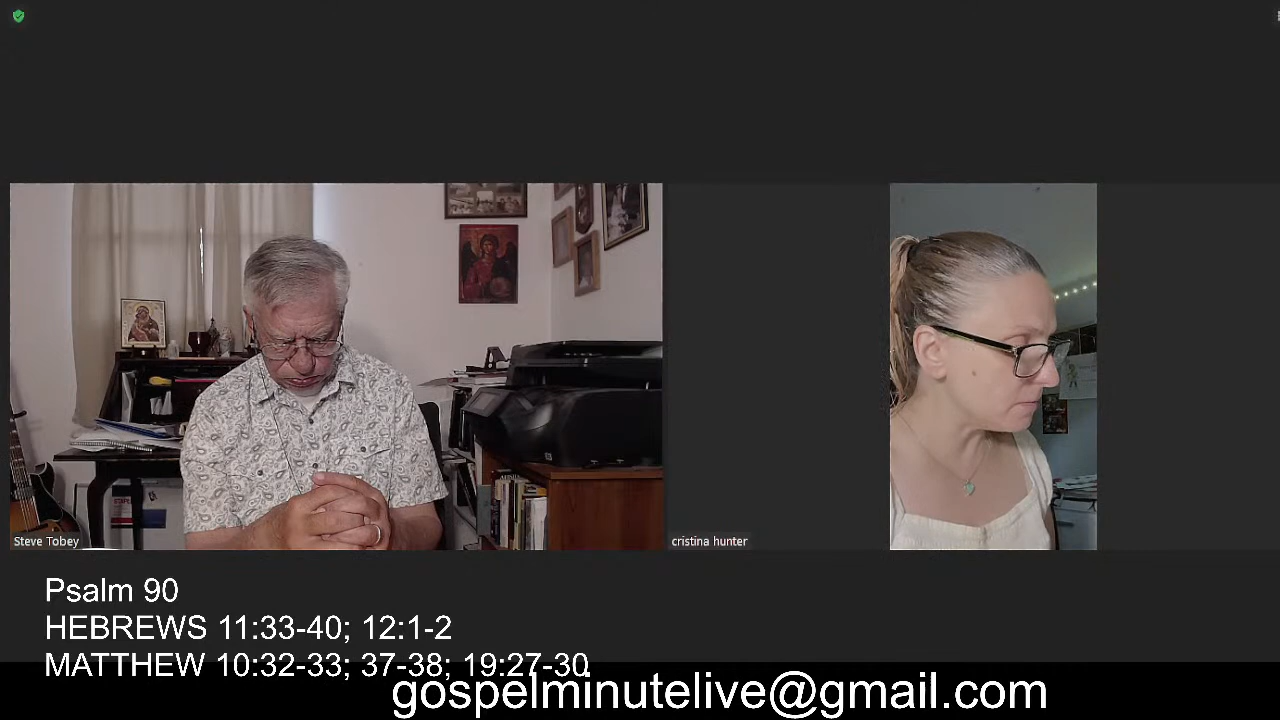 STAPLES
Steve Tobey
cristina hunter
Psalm 90
HEBREWS 11:33-40; 12:1-2
MATTHEW 10:32-33; 37-38; 19:27-30
gospelminutelive@gmail.com